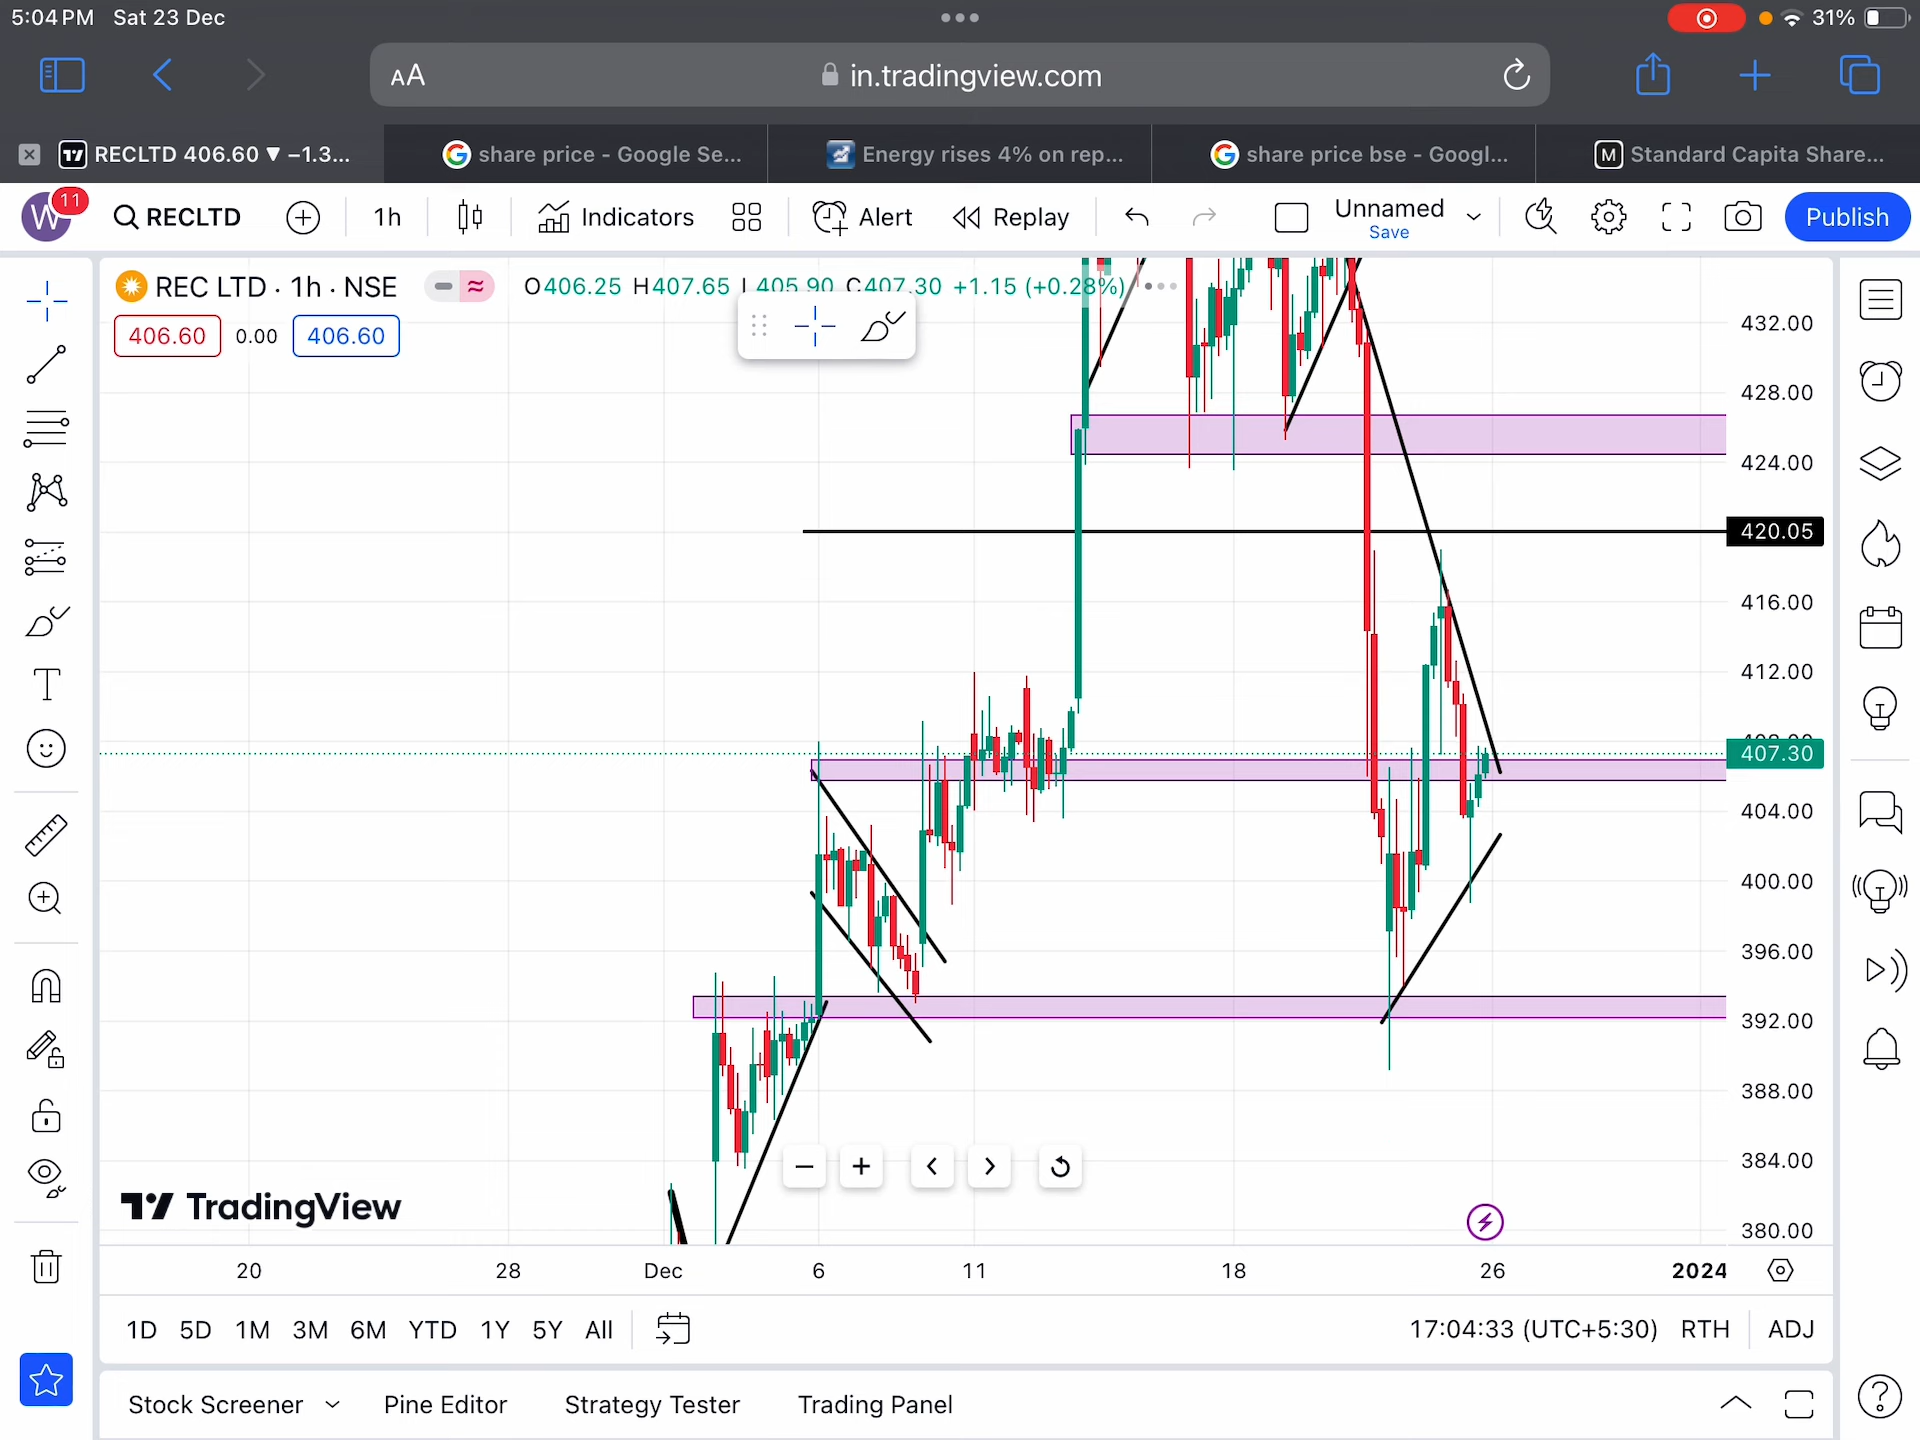 5:04 PM Sat 23 Dec
31%
AA in.tradingview.com
RECLTD 406.60 ▼ −1.3...
share price - Google Se...
Energy rises 4% on rep...
share price bse - Googl...
M Standard Capita Share...
W 11 RECLTD 1h Indicators Alert Replay Unnamed Save Publish
REC LTD · 1h · NSE O406.25 H407.65 L405.90 C407.30 +1.15 (+0.28%)
406.60 0.00 406.60
432.00
428.00
424.00
420.05
416.00
412.00
407.30
404.00
400.00
396.00
392.00
388.00
384.00
380.00
TradingView
20 28 Dec 6 11 18 26 2024
1D 5D 1M 3M 6M YTD 1Y 5Y All 17:04:33 (UTC+5:30) RTH ADJ
Stock Screener Pine Editor Strategy Tester Trading Panel